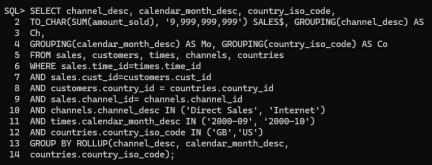 SQL> SELECT channel_desc, calendar_month_desc, country_iso_code,
2 TO_CHAR(SUM(amount_sold), '9,999,999,999') SALES$, GROUPING(channel_desc) AS
Ch,
3
4 GROUPING(calendar_month_desc) AS Mo, GROUPING(country_iso_code) AS Co
5 FROM sales, customers, times, channels, countries
6 WHERE sales.time_id=times.time_id
7 AND sales.cust_id=customers.cust_id
8 AND customers.country_id = countries.country_id
9 AND sales.channel_id= channels.channel_id
10 AND channels.channel_desc IN ('Direct Sales', 'Internet')
11 AND times.calendar_month_desc IN ('2000-09', '2000-10')
12 AND countries.country_iso_code IN ('GB','US')
13 GROUP BY ROLLUP(channel_desc, calendar_month_desc,
14 countries.country_iso_code);